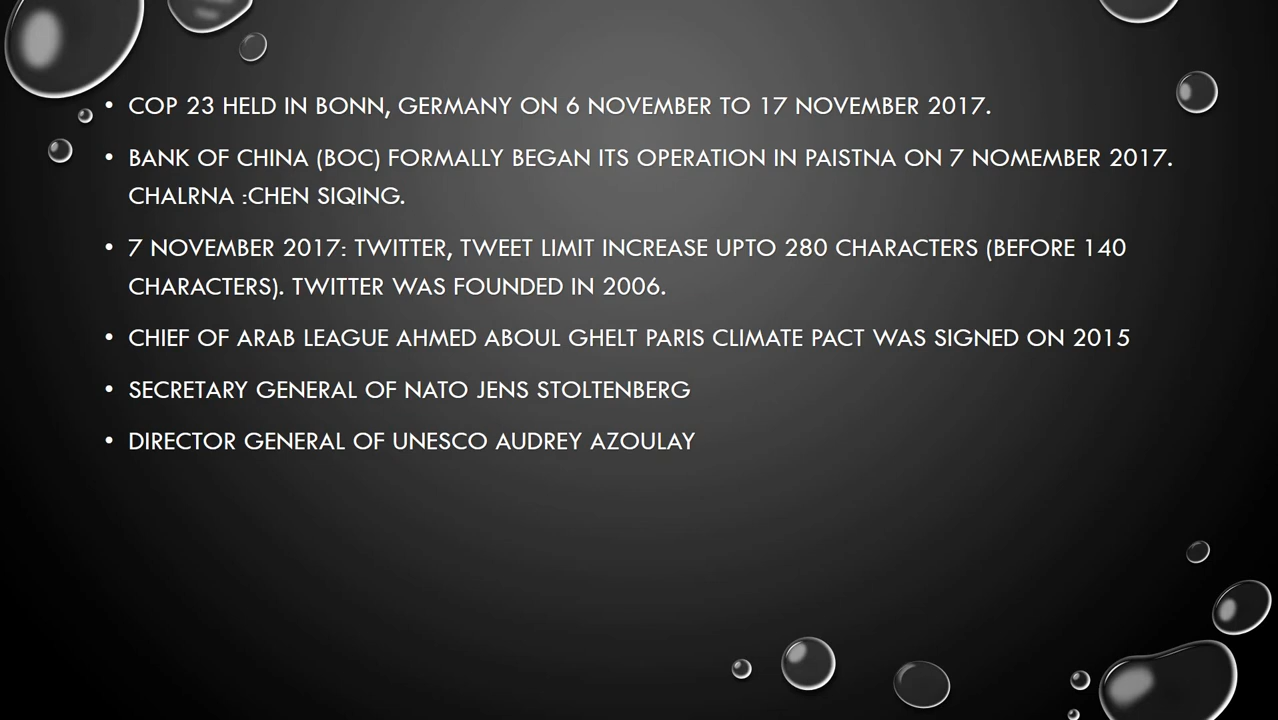 • COP 23 HELD IN BONN, GERMANY ON 6 NOVEMBER TO 17 NOVEMBER 2017.
• BANK OF CHINA (BOC) FORMALLY BEGAN ITS OPERATION IN PAISTNA ON 7 NOMEMBER 2017.
CHALRNA :CHEN SIQING.
• 7 NOVEMBER 2017: TWITTER, TWEET LIMIT INCREASE UPTO 280 CHARACTERS (BEFORE 140
CHARACTERS). TWITTER WAS FOUNDED IN 2006.
• CHIEF OF ARAB LEAGUE AHMED ABOUL GHELT PARIS CLIMATE PACT WAS SIGNED ON 2015
• SECRETARY GENERAL OF NATO JENS STOLTENBERG
• DIRECTOR GENERAL OF UNESCO AUDREY AZOULAY